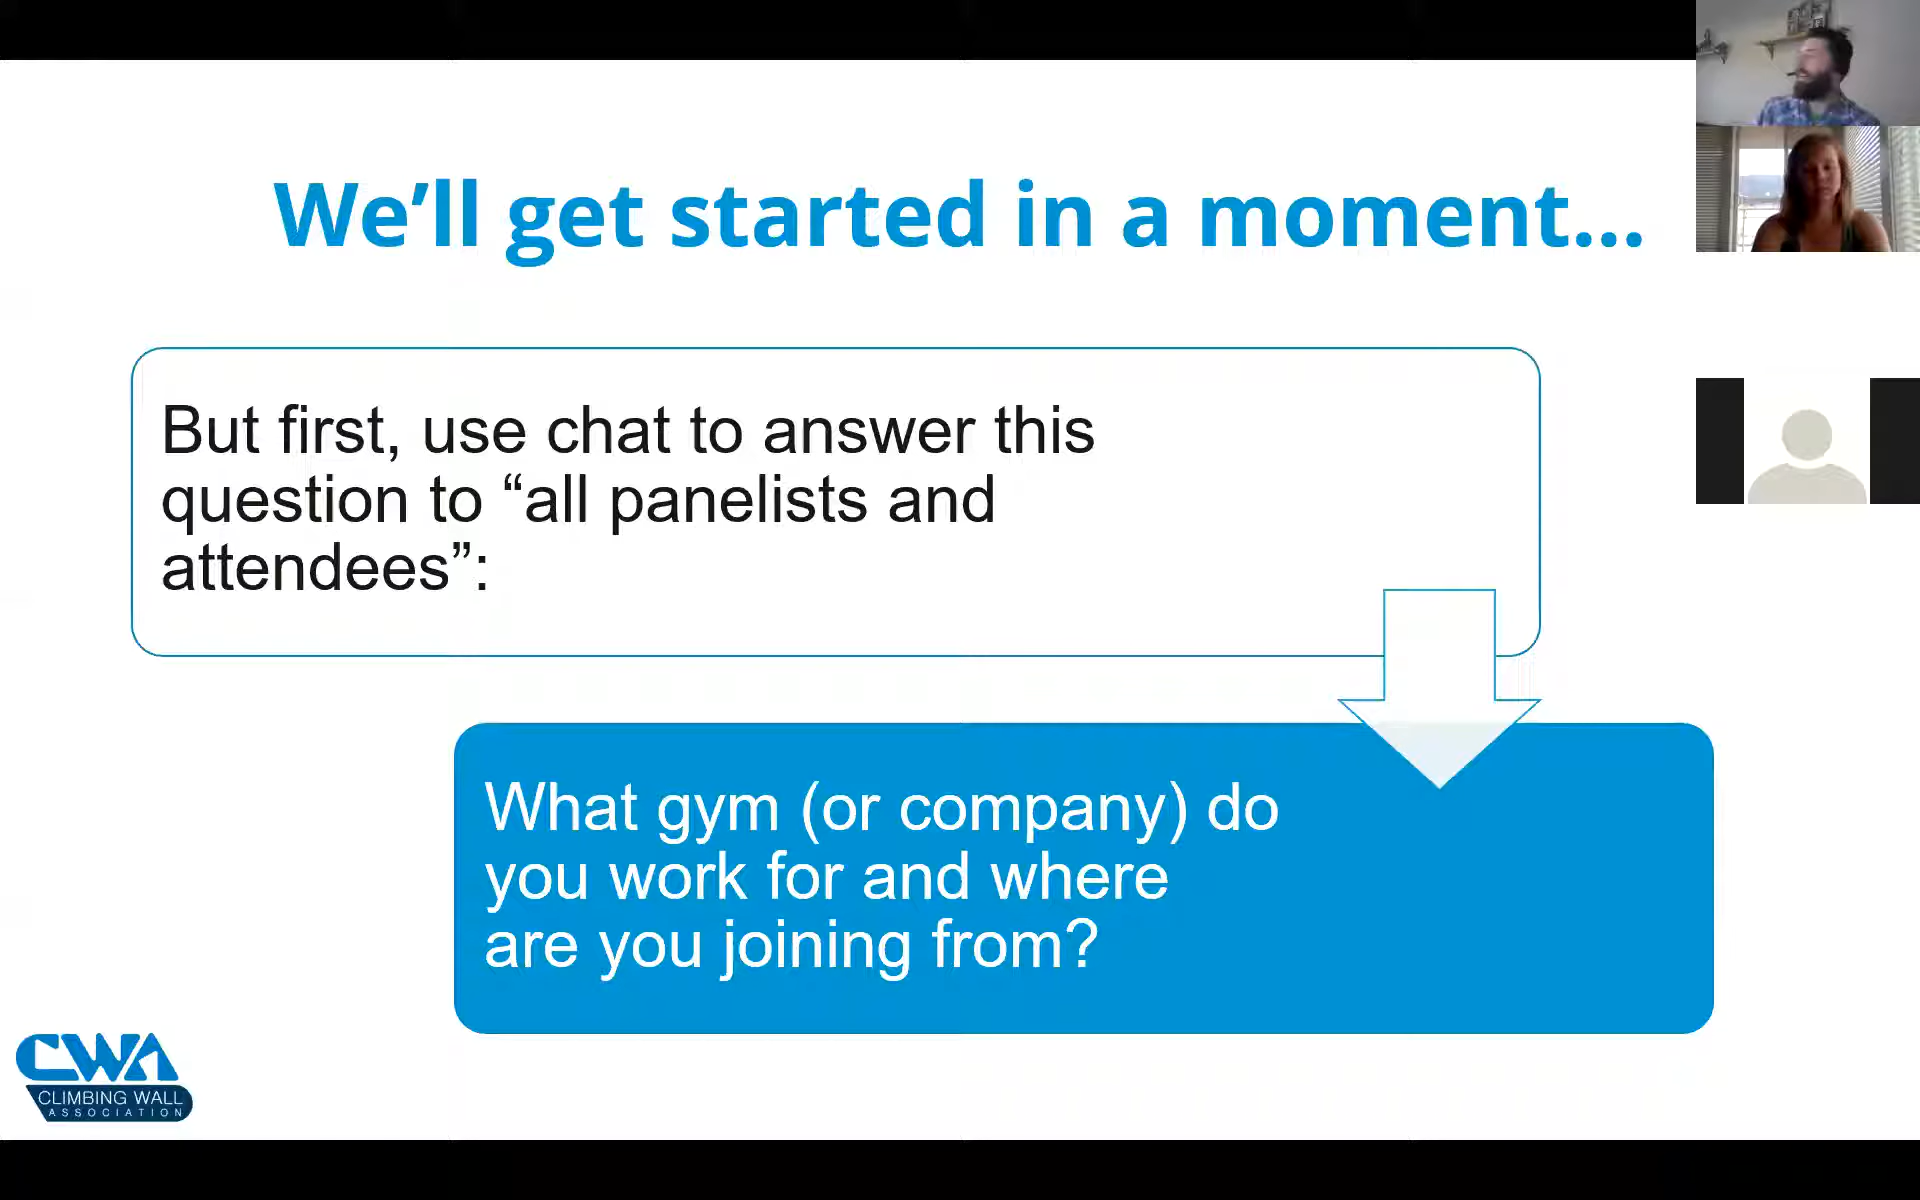 We’ll get started in a moment...
But first, use chat to answer this
question to “all panelists and
attendees”:
What gym (or company) do
you work for and where
are you joining from?
CWA
CLIMBING WALL
ASSOCIATION